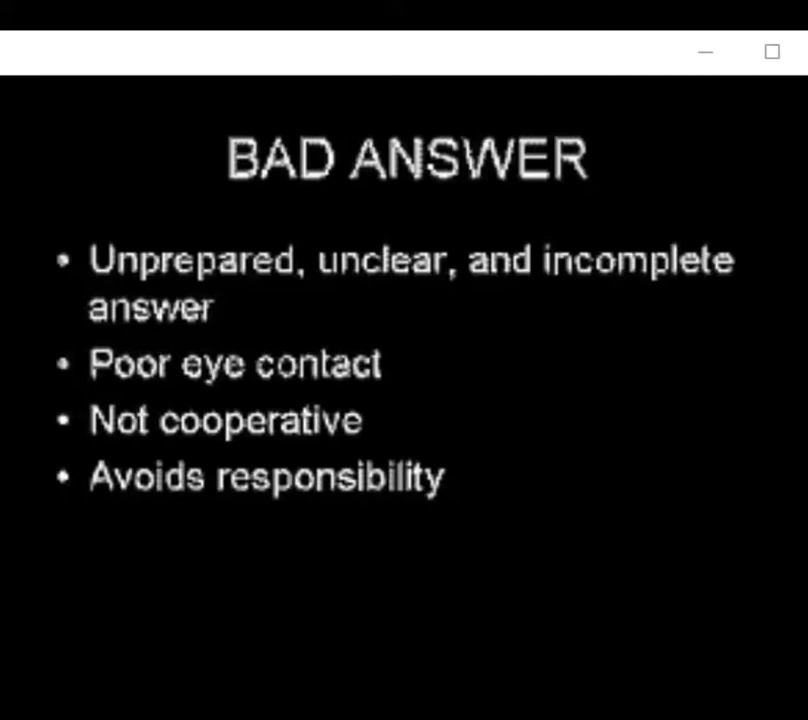 BAD ANSWER
• Unprepared, unclear, and incomplete
answer
• Poor eye contact
• Not cooperative
• Avoids responsibility